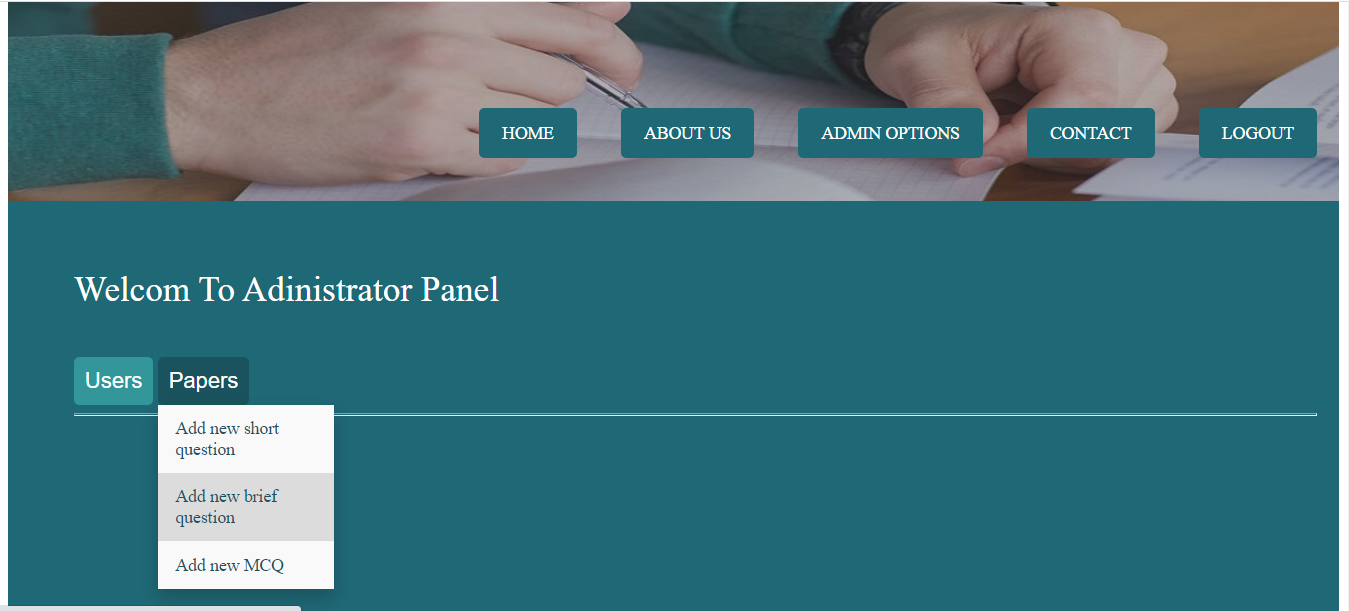 HOME ABOUT US ADMIN OPTIONS CONTACT LOGOUT
Welcom To Adinistrator Panel
Users Papers
Add new short
question
Add new brief
question
Add new MCQ